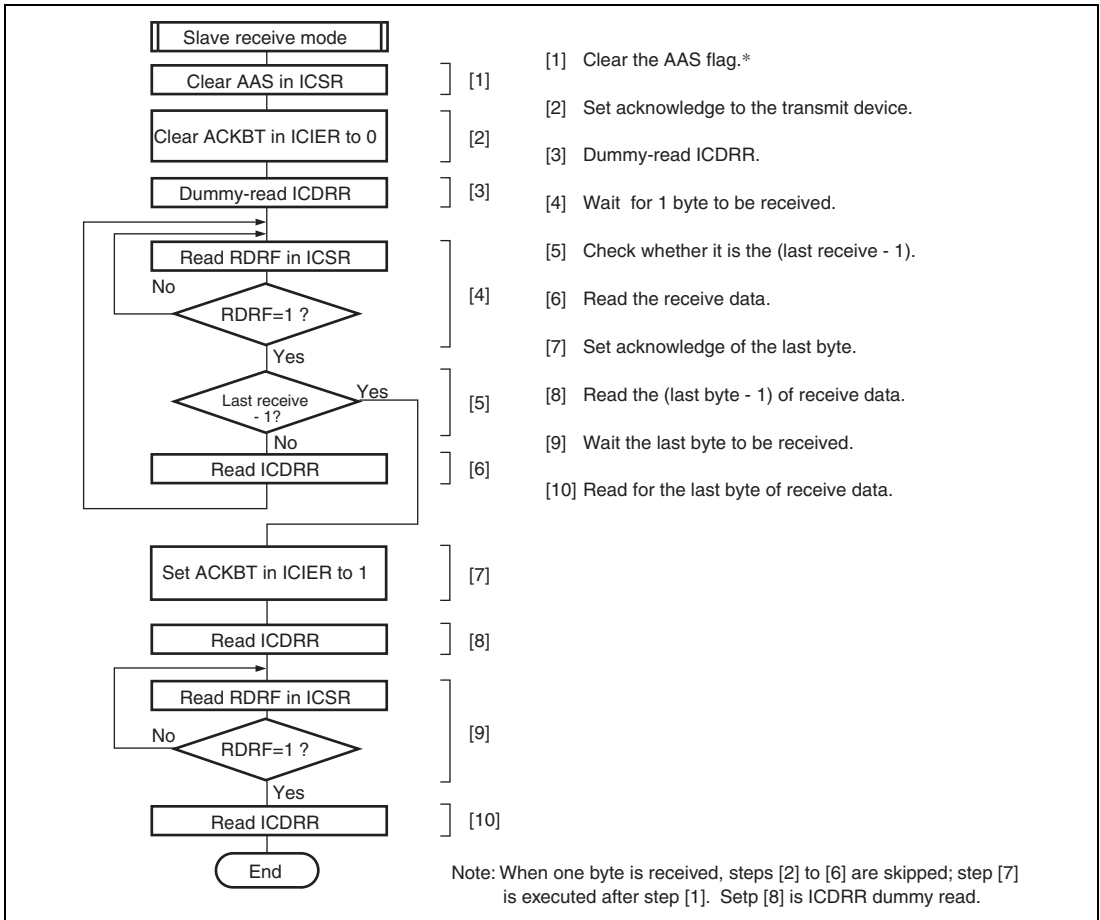 Slave receive mode
Clear AAS in ICSR
[1]
Clear ACKBT in ICIER to 0
[2]
Dummy-read ICDRR
[3]
Read RDRF in ICSR
No
RDRF=1 ?
[4]
Yes
Last receive
- 1?
Yes
[5]
No
Read ICDRR
[6]
Set ACKBT in ICIER to 1
[7]
Read ICDRR
[8]
Read RDRF in ICSR
No
RDRF=1 ?
[9]
Yes
Read ICDRR
[10]
End
[1] Clear the AAS flag.*
[2] Set acknowledge to the transmit device.
[3] Dummy-read ICDRR.
[4] Wait for 1 byte to be received.
[5] Check whether it is the (last receive - 1).
[6] Read the receive data.
[7] Set acknowledge of the last byte.
[8] Read the (last byte - 1) of receive data.
[9] Wait the last byte to be received.
[10] Read for the last byte of receive data.
Note: When one byte is received, steps [2] to [6] are skipped; step [7]
is executed after step [1]. Setp [8] is ICDRR dummy read.